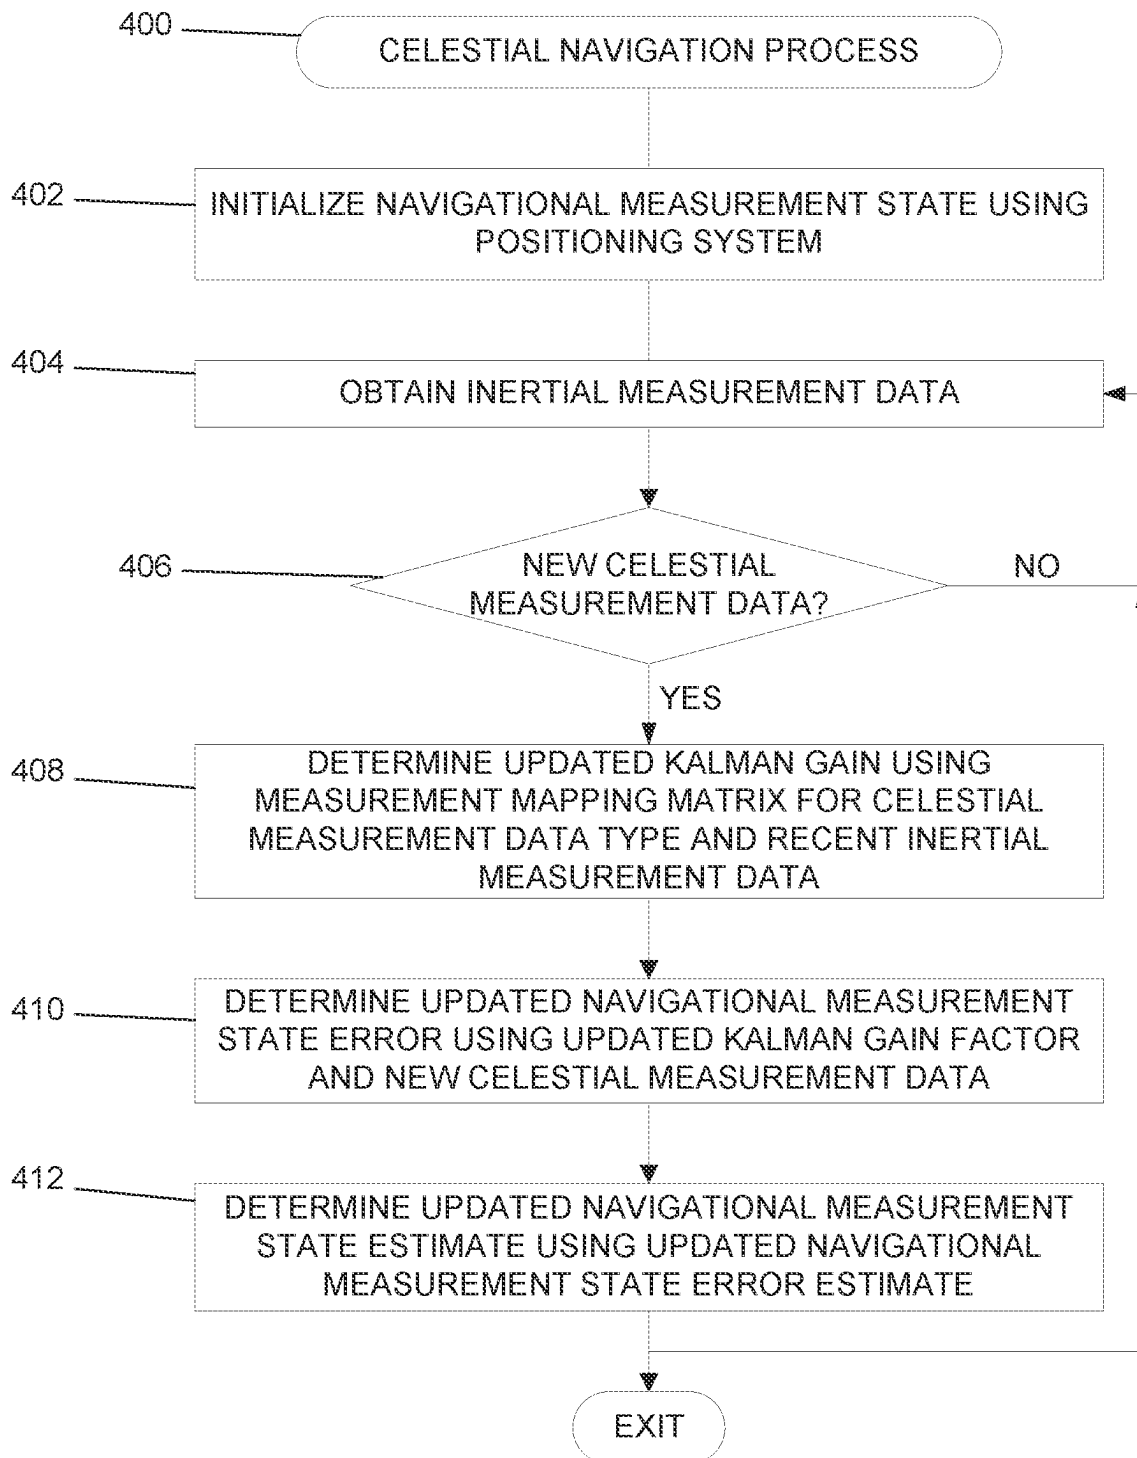 400
CELESTIAL NAVIGATION PROCESS
402
INITIALIZE NAVIGATIONAL MEASUREMENT STATE USING
POSITIONING SYSTEM
404
OBTAIN INERTIAL MEASUREMENT DATA
406
NEW CELESTIAL
MEASUREMENT DATA?
NO
YES
408
DETERMINE UPDATED KALMAN GAIN USING
MEASUREMENT MAPPING MATRIX FOR CELESTIAL
MEASUREMENT DATA TYPE AND RECENT INERTIAL
MEASUREMENT DATA
410
DETERMINE UPDATED NAVIGATIONAL MEASUREMENT
STATE ERROR USING UPDATED KALMAN GAIN FACTOR
AND NEW CELESTIAL MEASUREMENT DATA
412
DETERMINE UPDATED NAVIGATIONAL MEASUREMENT
STATE ESTIMATE USING UPDATED NAVIGATIONAL
MEASUREMENT STATE ERROR ESTIMATE
EXIT